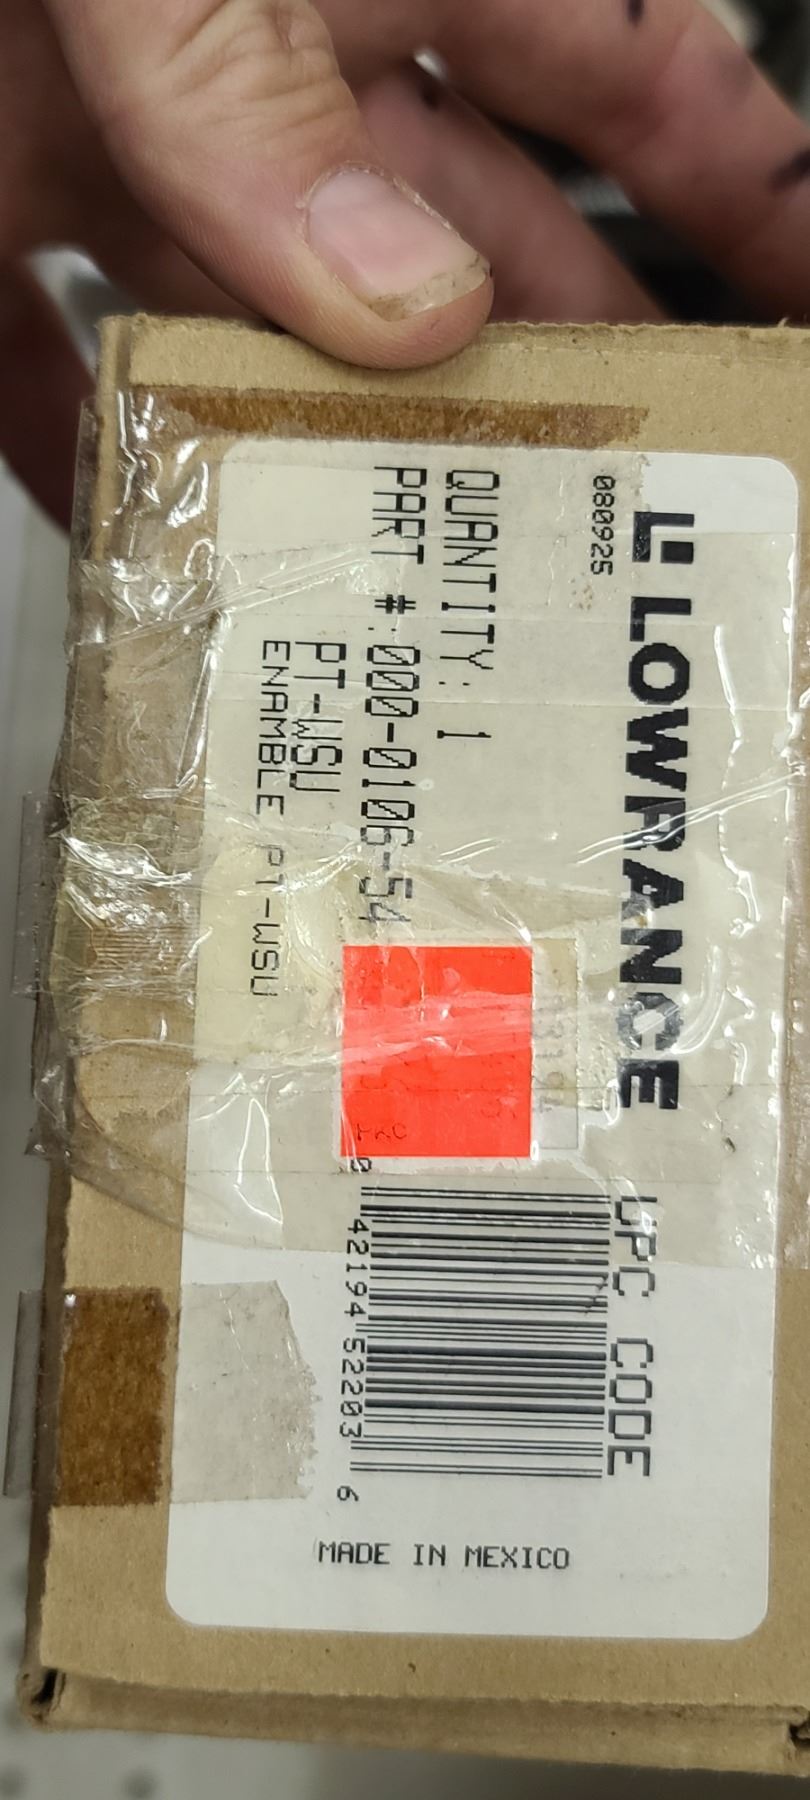 LOWRANCE
080925
QUANTITY: 1
PART #:000-0106-54
PT-WSU
ENAMBLE PT-WSU
UPC CODE
0 42194 52203 6
MADE IN MEXICO